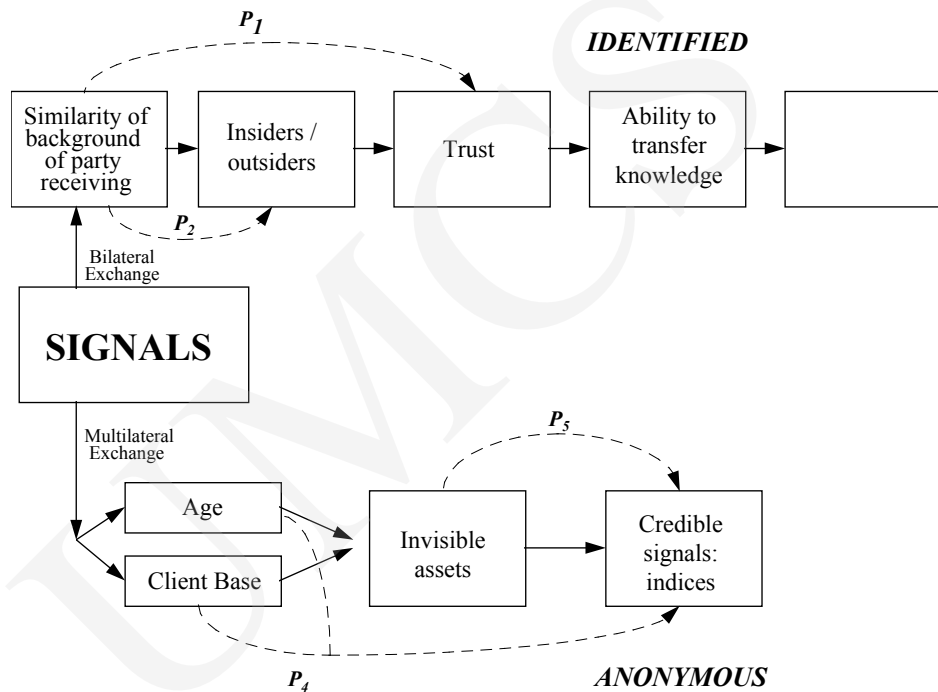 P1
IDENTIFIED
Similarity of
background
of party
receiving
Insiders /
outsiders
Trust
Ability to
transfer
knowledge
P2
Bilateral
Exchange
SIGNALS
Multilateral
Exchange
P5
Age
Client Base
Invisible
assets
Credible
signals:
indices
P4
ANONYMOUS
UMCS